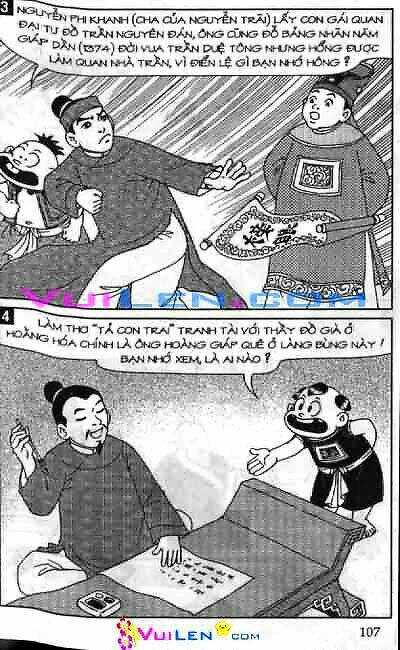 3
NGUYỄN PHI KHANH (CHA CỦA NGUYỄN TRÃI) LẤY CON GÁI QUAN
ĐẠI TƯ ĐỒ TRẦN NGUYÊN ĐÁN, ÔNG CŨNG ĐỖ BẢNG NHÃN NĂM
GIÁP DẦN (1374) ĐỜI VUA TRẦN DUỆ TÔNG NHƯNG HỔNG ĐƯỢC
LÀM QUAN NHÀ TRẦN, VÌ ĐIỂN LỆ GÌ BẠN NHỚ HÔNG ?
VuiLen.com
4
LÀM THƠ "TẢ CON TRAI" TRANH TÀI VỚI THẦY ĐỒ GIÀ Ở
HOẰNG HÓA CHÍNH LÀ ÔNG HOÀNG GIÁP QUÊ Ở LÀNG BÙNG NÀY !
BẠN NHỚ XEM, LÀ AI NÀO ?
107
VuiLen.com